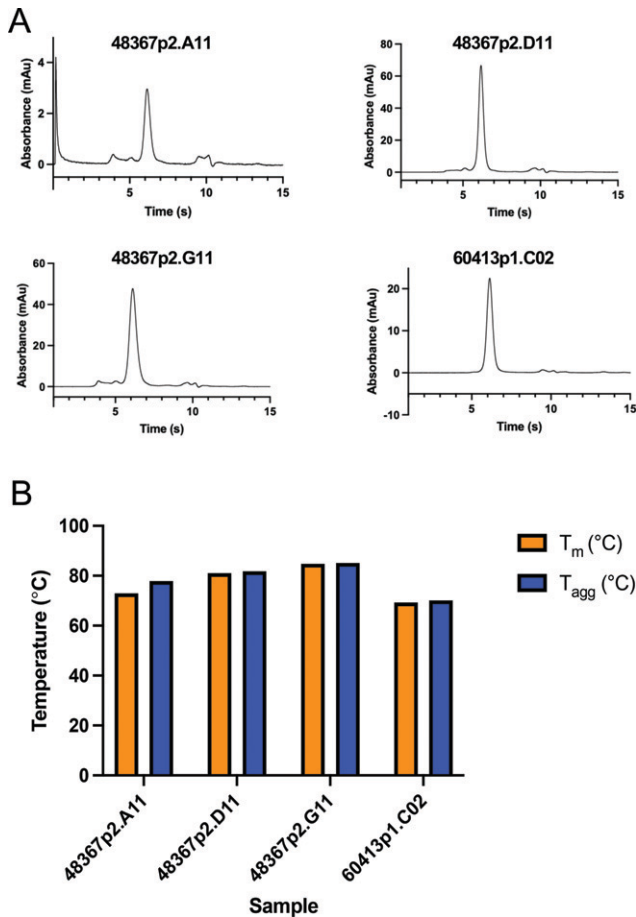 A
48367p2.A11
Absorbance (mAu)
4
2
0
5
10
15
Time (s)
48367p2.D11
Absorbance (mAu)
80
60
40
20
0
5
10
15
Time (s)
48367p2.G11
Absorbance (mAu)
60
40
20
0
5
10
15
Time (s)
60413p1.C02
Absorbance (mAu)
20
10
0
-10
5
10
15
Time (s)
B
Temperature (°C)
100
80
60
40
20
0
48367p2.A11
48367p2.D11
48367p2.G11
60413p1.C02
Sample
Tm (°C)
Tagg (°C)